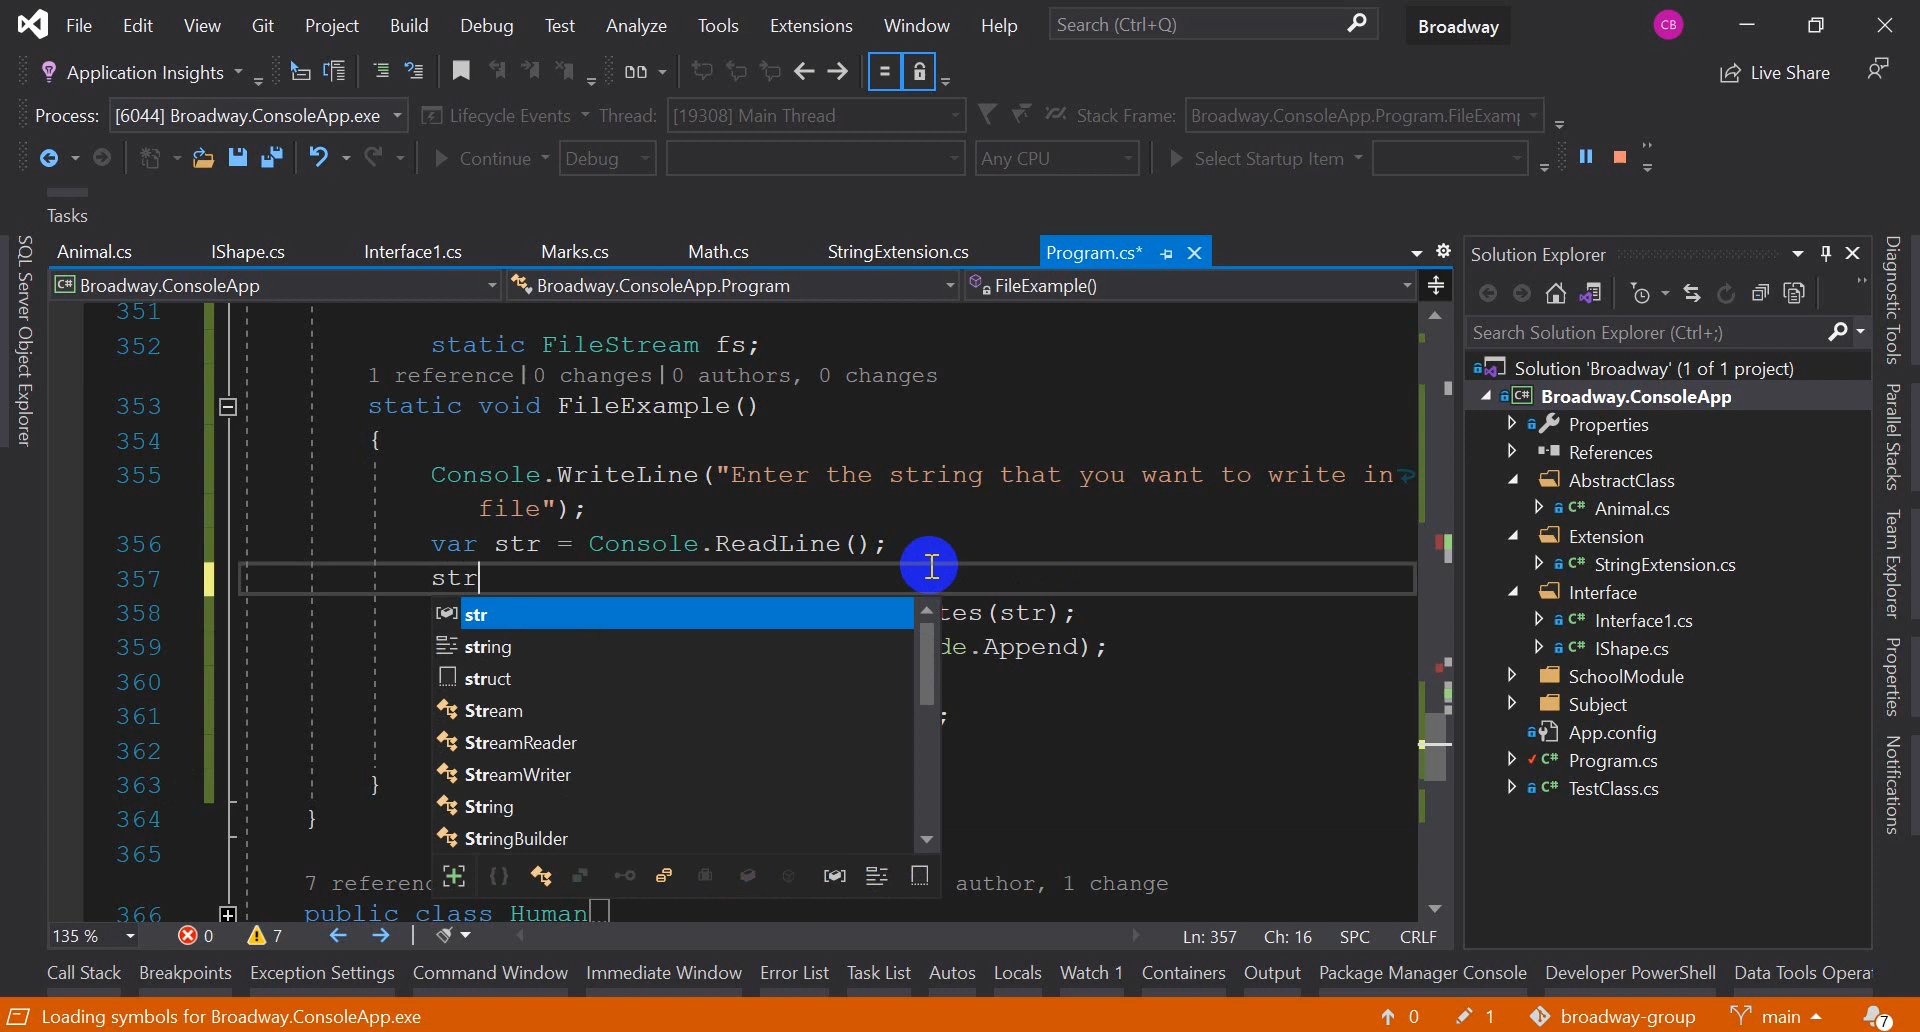 File Edit View Git Project Build Debug Test Analyze Tools Extensions Window Help Search (Ctrl+Q) Broadway CB
Application Insights Live Share
Process: [6044] Broadway.ConsoleApp.exe Lifecycle Events Thread: [19308] Main Thread Stack Frame: Broadway.ConsoleApp.Program.FileExamp
Continue Debug Any CPU Select Startup Item
Tasks
SQL Server Object Explorer
Animal.cs IShape.cs Interface1.cs Marks.cs Math.cs StringExtension.cs Program.cs*
C# Broadway.ConsoleApp Broadway.ConsoleApp.Program FileExample()
351
352 static FileStream fs;
1 reference|0 changes|0 authors, 0 changes
353 static void FileExample()
354 {
355 Console.WriteLine("Enter the string that you want to write in
file");
356 var str = Console.ReadLine();
357 str
358 tes(str);
359 de.Append);
360
361 ;
362
363 }
364 }
365
7 referenc author, 1 change
366 public class Human
str
string
struct
Stream
StreamReader
StreamWriter
String
StringBuilder
135 % 0 7 Ln: 357 Ch: 16 SPC CRLF
Solution Explorer
Search Solution Explorer (Ctrl+;)
Solution 'Broadway' (1 of 1 project)
C# Broadway.ConsoleApp
Properties
References
AbstractClass
C# Animal.cs
Extension
C# StringExtension.cs
Interface
C# Interface1.cs
C# IShape.cs
SchoolModule
Subject
App.config
C# Program.cs
C# TestClass.cs
Diagnostic Tools
Parallel Stacks
Team Explorer
Properties
Notifications
Call Stack Breakpoints Exception Settings Command Window Immediate Window Error List Task List Autos Locals Watch 1 Containers Output Package Manager Console Developer PowerShell Data Tools Opera
Loading symbols for Broadway.ConsoleApp.exe 0 1 broadway-group main 7